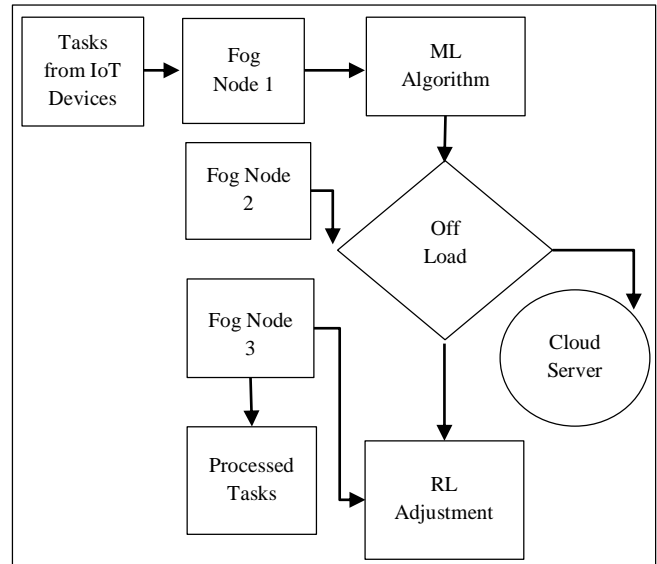 Tasks
from IoT
Devices
Fog
Node 1
ML
Algorithm
Fog Node
2
Off
Load
Fog Node
3
Cloud
Server
Processed
Tasks
RL
Adjustment